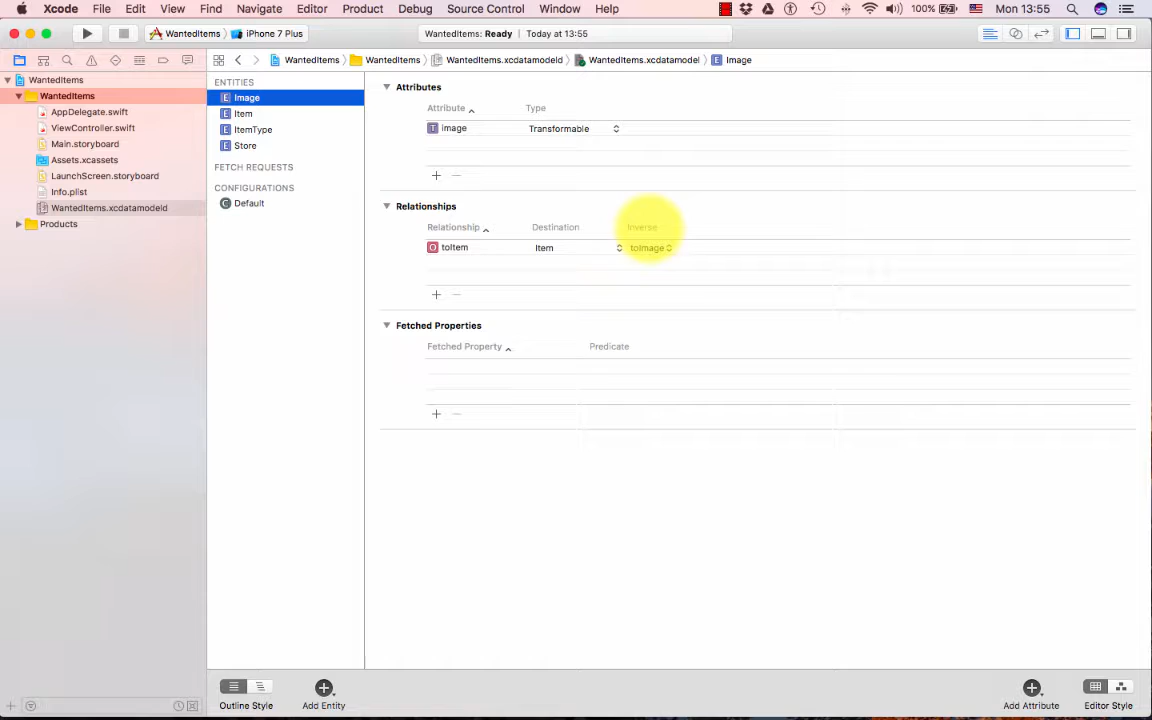 Xcode File Edit View Find Navigate Editor Product Debug Source Control Window Help 100% Mon 13:55
WantedItems iPhone 7 Plus WantedItems: Ready Today at 13:55
WantedItems WantedItems WantedItems.xcdatamodeld WantedItems.xcdatamodel E Image
WantedItems
WantedItems
AppDelegate.swift
ViewController.swift
Main.storyboard
Assets.xcassets
LaunchScreen.storyboard
Info.plist
WantedItems.xcdatamodeld
Products
ENTITIES
E Image
E Item
E ItemType
E Store
FETCH REQUESTS
CONFIGURATIONS
C Default
Attributes
Attribute Type
T image Transformable
+ −
Relationships
Relationship Destination Inverse
O toItem Item toImage
+ −
Fetched Properties
Fetched Property Predicate
+ −
Outline Style Add Entity Add Attribute Editor Style